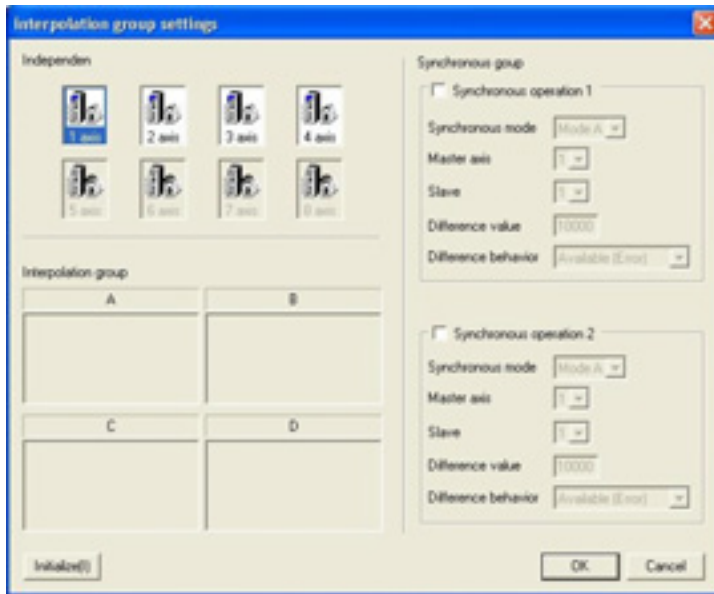 Interpolation group settings
Independen
1 axis 2 axis 3 axis 4 axis
5 axis 6 axis 7 axis 8 axis
Interpolation group
A B
C D
Initialize(I)
Synchronous goup
Synchronous operation 1
Synchronous mode Mode A
Master axis 1
Slave 1
Difference value 10000
Difference behavior Available (Error)
Synchronous operation 2
Synchronous mode Mode A
Master axis 1
Slave 1
Difference value 10000
Difference behavior Available (Error)
OK Cancel